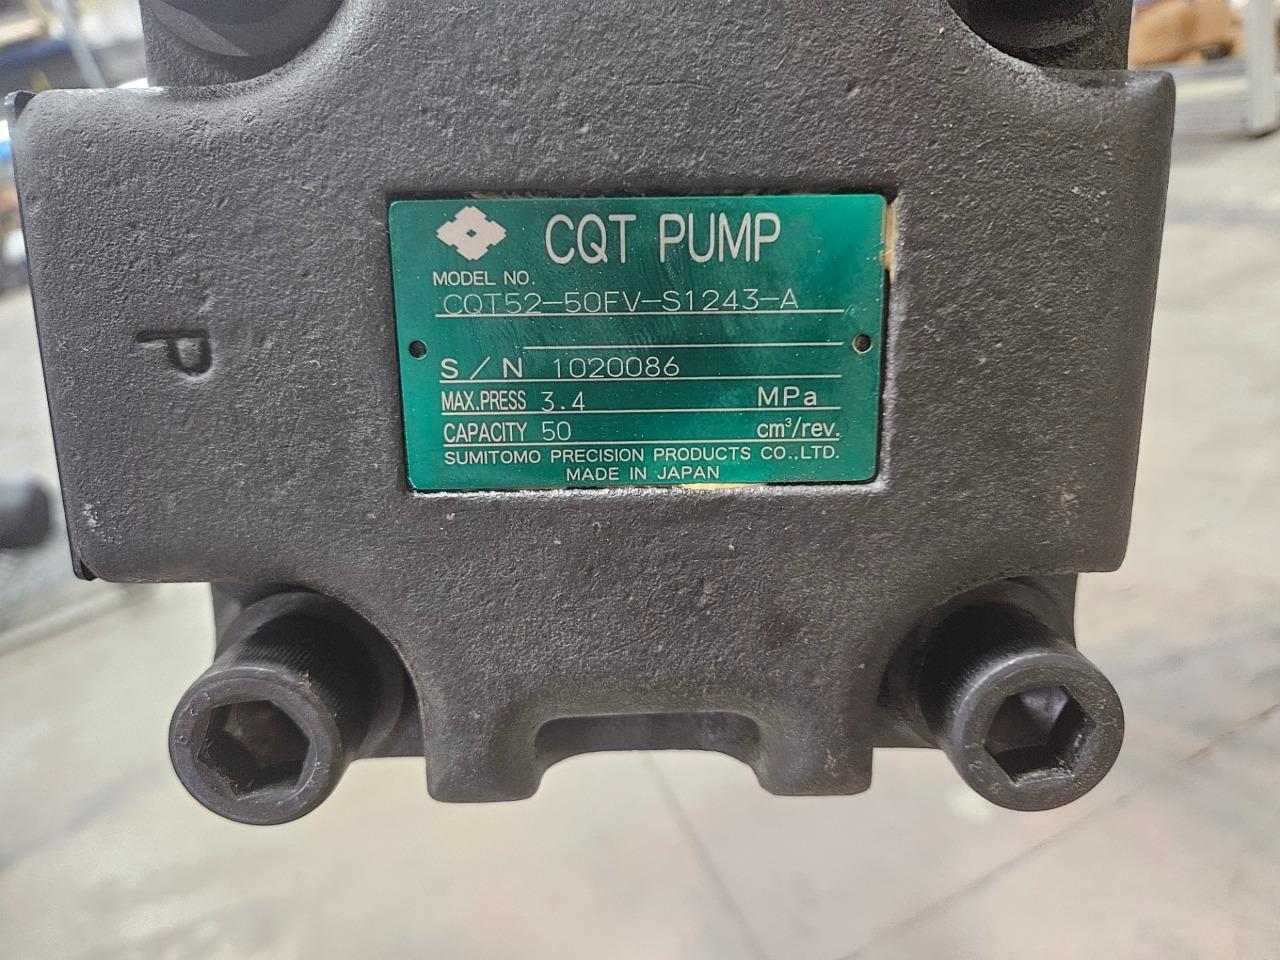 CQT PUMP
MODEL NO.
CQT52-50FV-S1243-A
S/N 1020086
MAX.PRESS 3.4 MPa
CAPACITY 50 cm³/rev.
SUMITOMO PRECISION PRODUCTS CO.,LTD.
MADE IN JAPAN
P